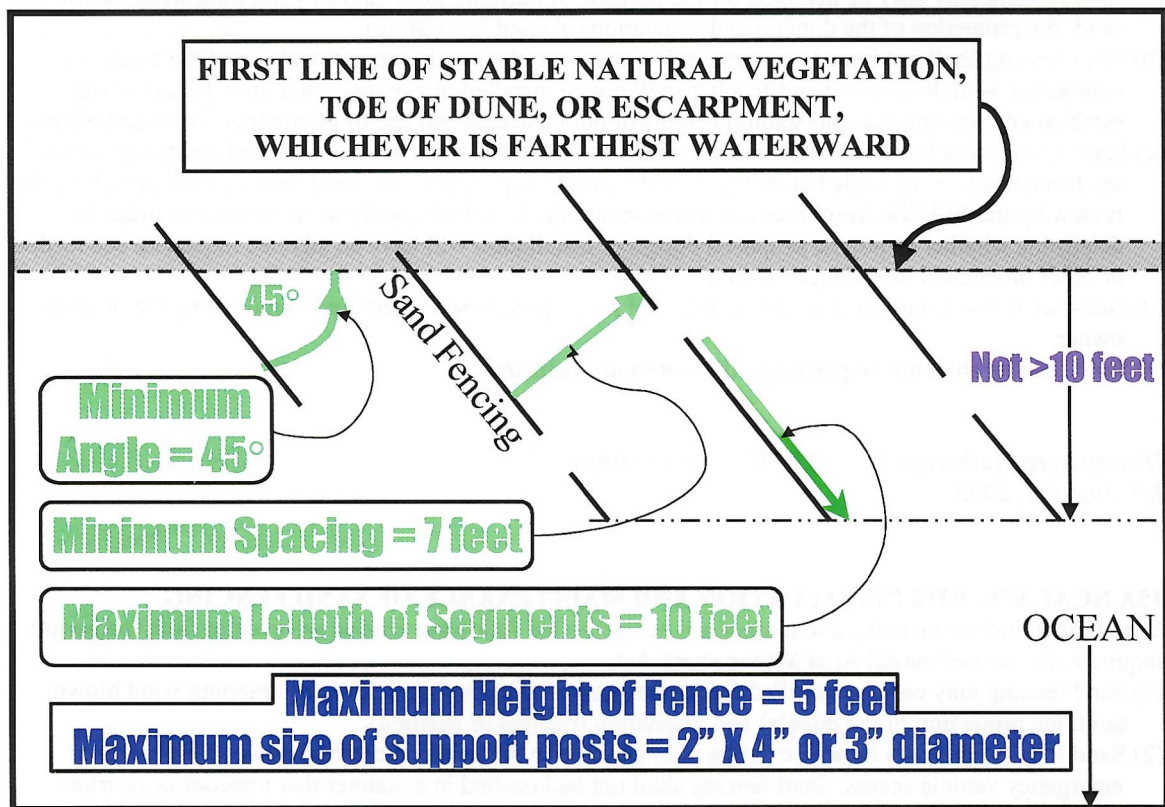 FIRST LINE OF STABLE NATURAL VEGETATION,
TOE OF DUNE, OR ESCARPMENT,
WHICHEVER IS FARTHEST WATERWARD
45°
Sand Fencing
Not >10 feet
Minimum
Angle = 45°
Minimum Spacing = 7 feet
Maximum Length of Segments = 10 feet
OCEAN
Maximum Height of Fence = 5 feet
Maximum size of support posts = 2” X 4” or 3” diameter